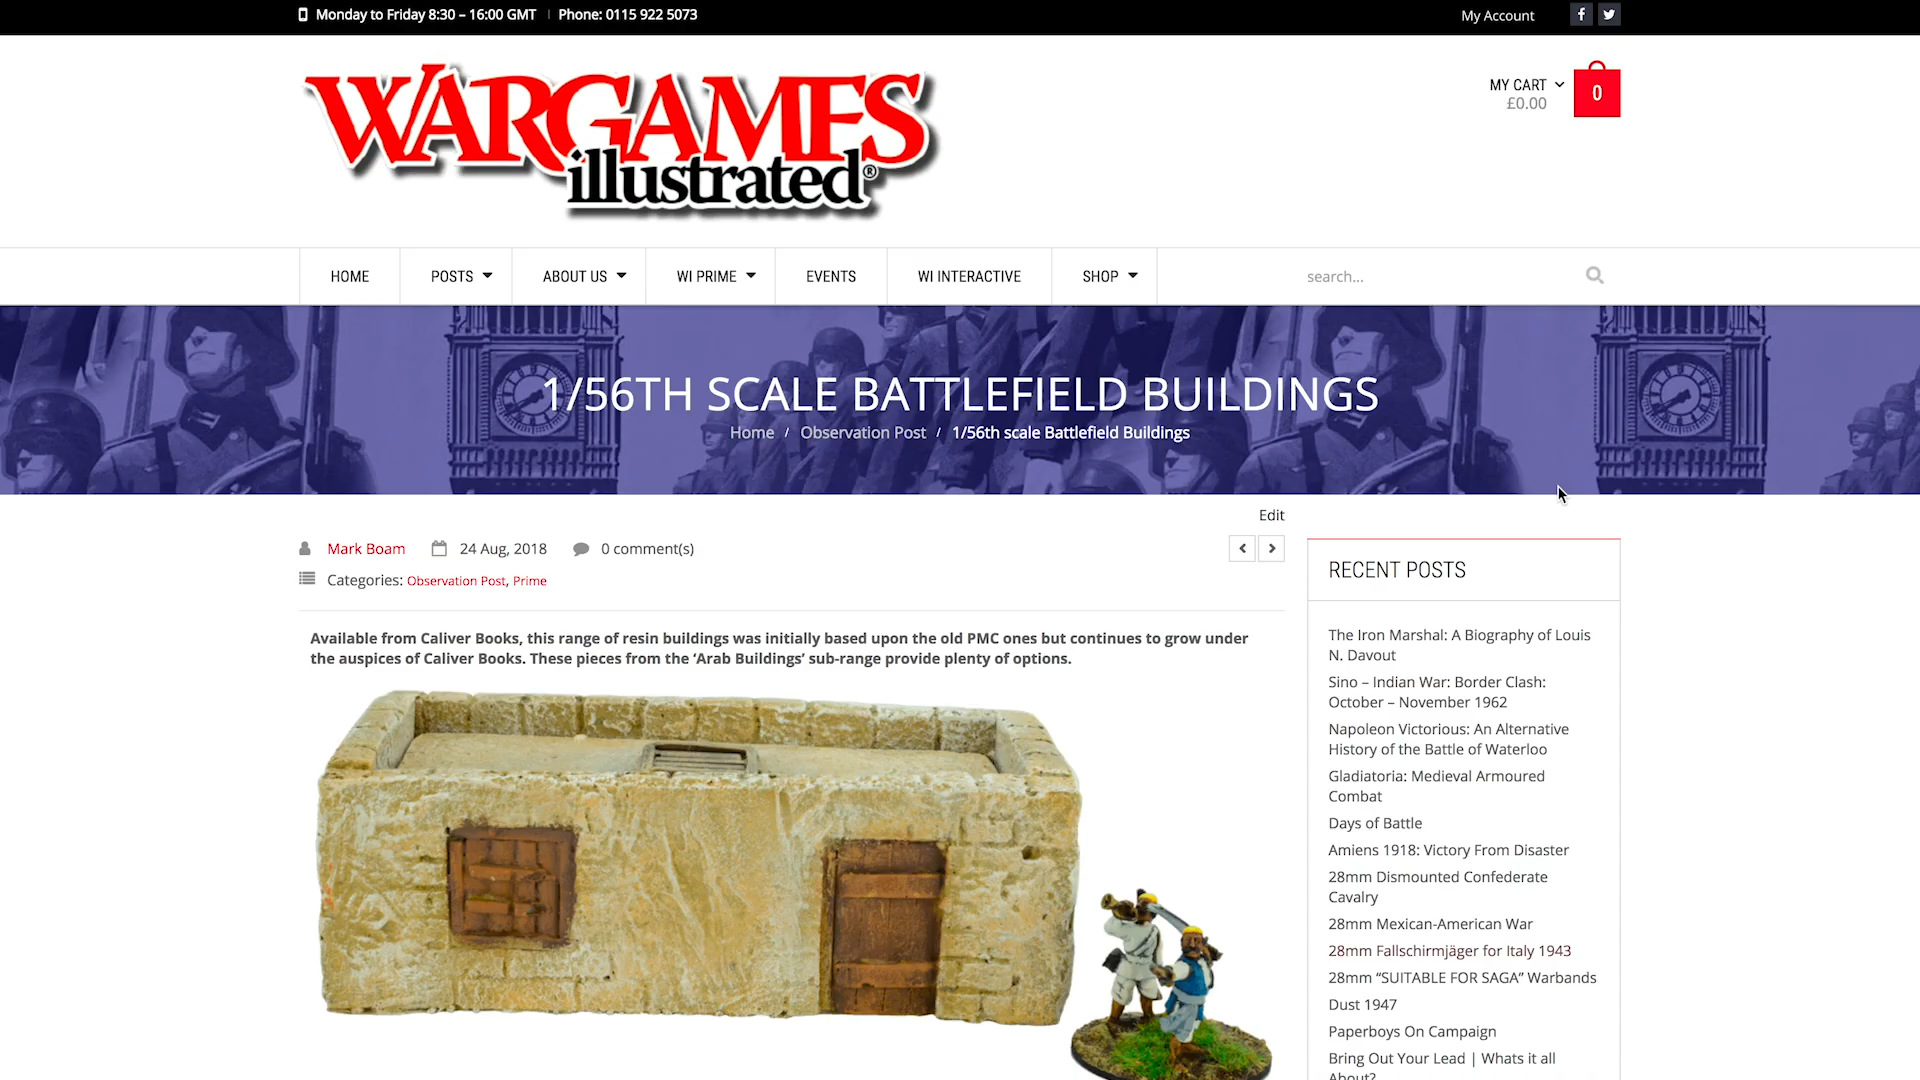 Monday to Friday 8:30 – 16:00 GMT | Phone: 0115 922 5073
My Account
WARGAMES
illustrated®
MY CART
£0.00
0
HOME
POSTS
ABOUT US
WI PRIME
EVENTS
WI INTERACTIVE
SHOP
search...
1/56TH SCALE BATTLEFIELD BUILDINGS
Home / Observation Post / 1/56th scale Battlefield Buildings
Edit
Mark Boam
24 Aug, 2018
0 comment(s)
Categories: Observation Post, Prime
Available from Caliver Books, this range of resin buildings was initially based upon the old PMC ones but continues to grow under
the auspices of Caliver Books. These pieces from the ‘Arab Buildings’ sub-range provide plenty of options.
RECENT POSTS
The Iron Marshal: A Biography of Louis
N. Davout
Sino – Indian War: Border Clash:
October – November 1962
Napoleon Victorious: An Alternative
History of the Battle of Waterloo
Gladiatoria: Medieval Armoured
Combat
Days of Battle
Amiens 1918: Victory From Disaster
28mm Dismounted Confederate
Cavalry
28mm Mexican-American War
28mm Fallschirmjäger for Italy 1943
28mm “SUITABLE FOR SAGA” Warbands
Dust 1947
Paperboys On Campaign
Bring Out Your Lead | Whats it all
About?